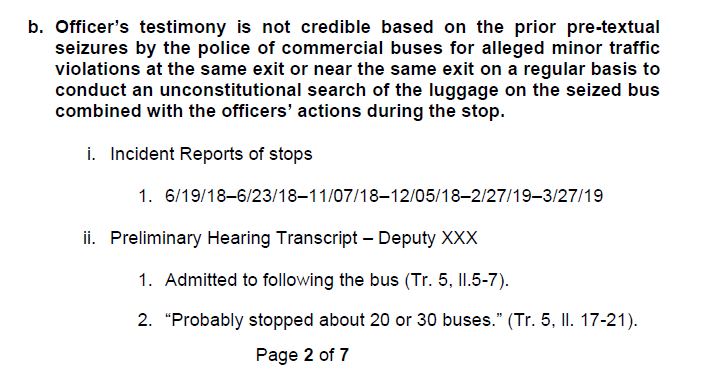 b. Officer’s testimony is not credible based on the prior pre-textual
seizures by the police of commercial buses for alleged minor traffic
violations at the same exit or near the same exit on a regular basis to
conduct an unconstitutional search of the luggage on the seized bus
combined with the officers’ actions during the stop.
i. Incident Reports of stops
1. 6/19/18–6/23/18–11/07/18–12/05/18–2/27/19–3/27/19
ii. Preliminary Hearing Transcript – Deputy XXX
1. Admitted to following the bus (Tr. 5, ll.5-7).
2. “Probably stopped about 20 or 30 buses.” (Tr. 5, ll. 17-21).
Page 2 of 7